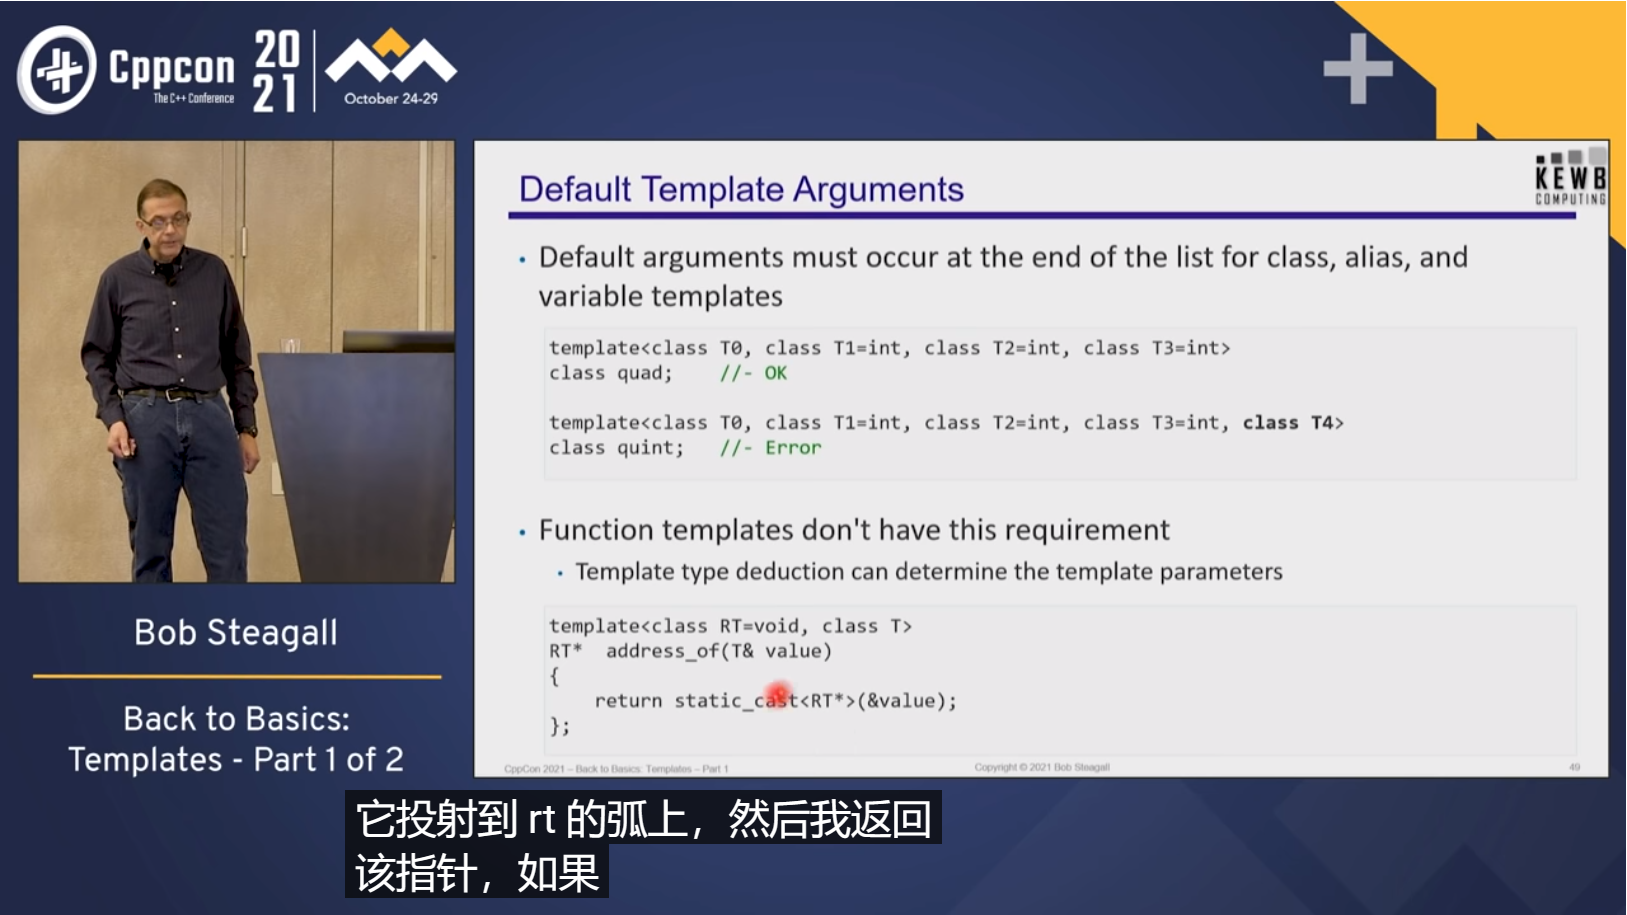 Cppcon
The C++ Conference
20
21
October 24-29
KEWB
COMPUTING
Default Template Arguments
• Default arguments must occur at the end of the list for class, alias, and
variable templates
template<class T0, class T1=int, class T2=int, class T3=int>
class quad;    //- OK
template<class T0, class T1=int, class T2=int, class T3=int, class T4>
class quint;   //- Error
• Function templates don't have this requirement
• Template type deduction can determine the template parameters
template<class RT=void, class T>
RT*  address_of(T& value)
{
    return static_cast<RT*>(&value);
};
CppCon 2021 – Back to Basics: Templates – Part 1
Copyright © 2021 Bob Steagall
49
Bob Steagall
Back to Basics:
Templates - Part 1 of 2
它投射到 rt 的弧上，然后我返回
该指针，如果